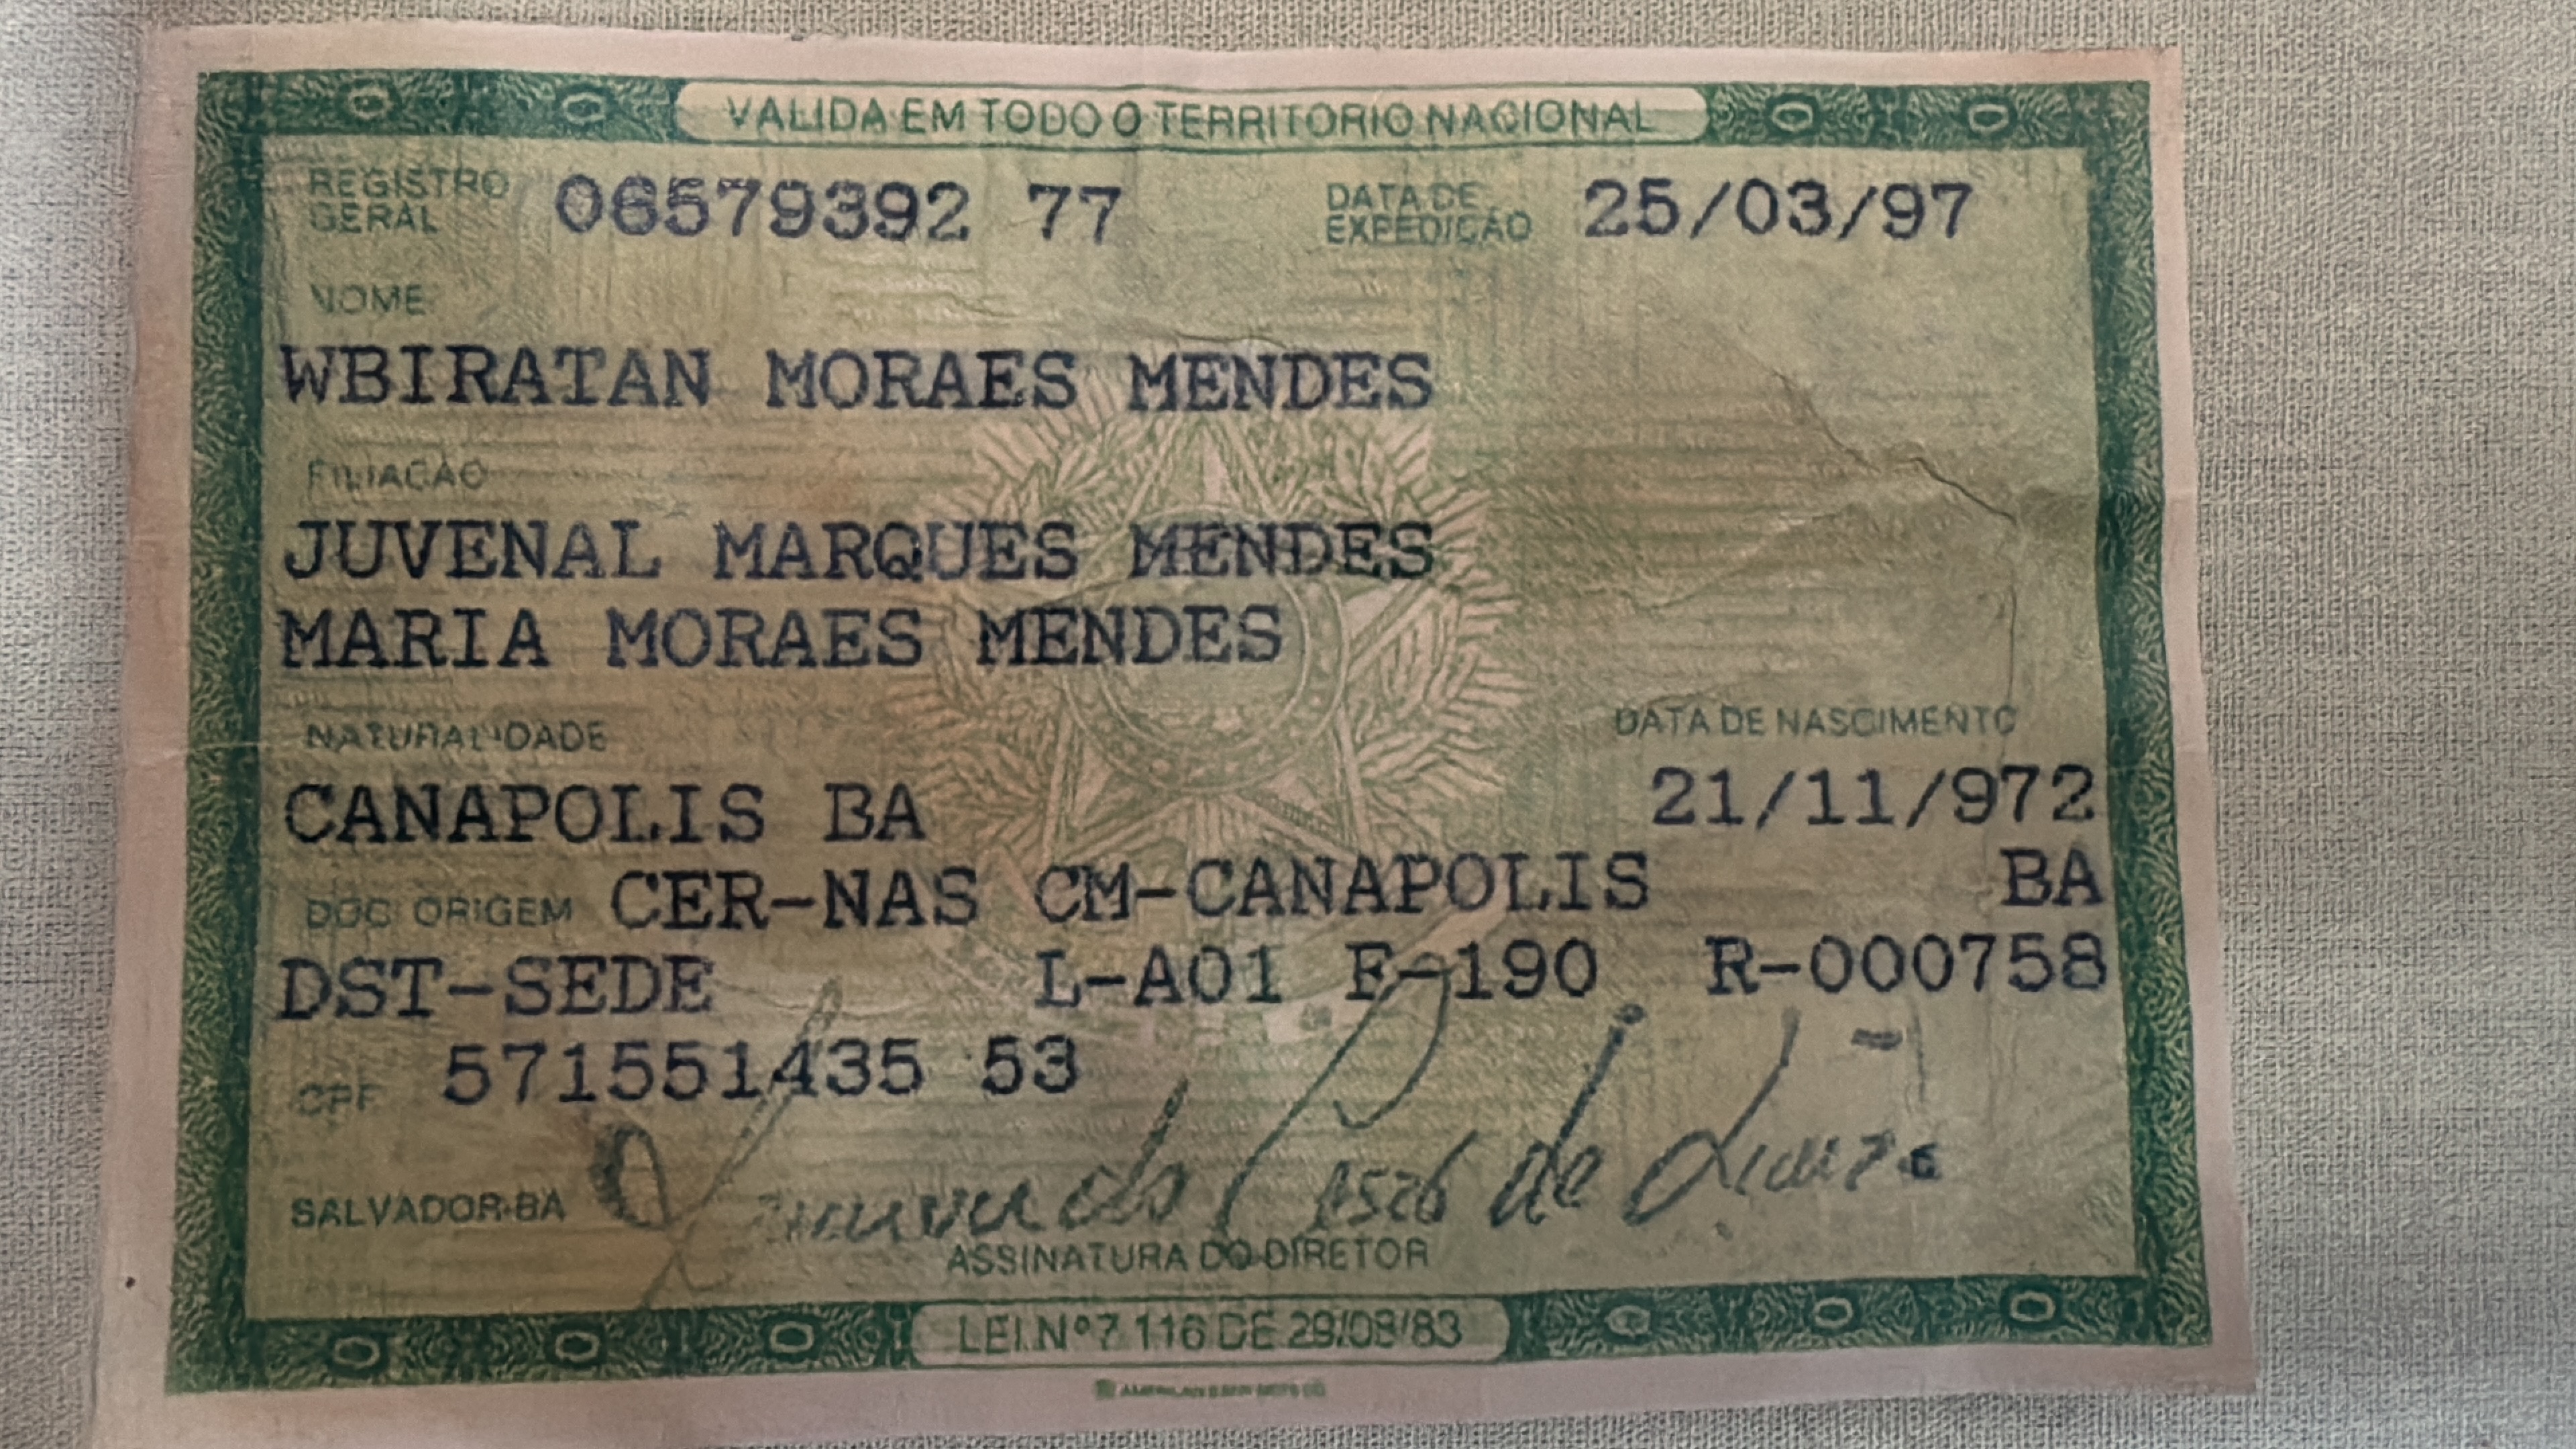 VALIDA EM TODO O TERRITORIO NACIONAL
REGISTRO GERAL 06579392 77 DATA DE EXPEDIÇÃO 25/03/97
NOME
WBIRATAN MORAES MENDES
FILIAÇÃO
JUVENAL MARQUES MENDES
MARIA MORAES MENDES
NATURALIDADE DATA DE NASCIMENTO
CANAPOLIS BA 21/11/972
DOC ORIGEM CER-NAS CM-CANAPOLIS BA
DST-SEDE L-A01 F-190 R-000758
CPF 571551435 53
SALVADOR-BA
ASSINATURA DO DIRETOR
LEI Nº 7 116 DE 29/08/83